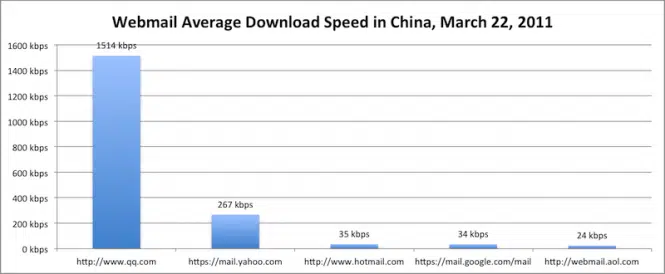 Webmail Average Download Speed in China, March 22, 2011
1600 kbps
1514 kbps
1400 kbps
1200 kbps
1000 kbps
800 kbps
600 kbps
400 kbps
267 kbps
200 kbps
35 kbps
34 kbps
24 kbps
0 kbps
http://www.qq.com
https://mail.yahoo.com
http://www.hotmail.com
https://mail.google.com/mail
http://webmail.aol.com